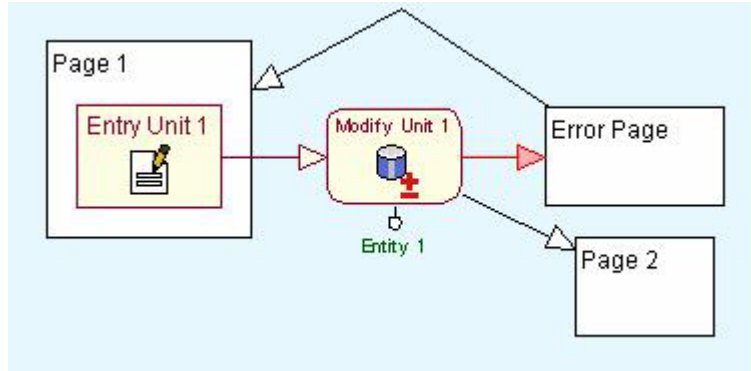 Page 1
Entry Unit 1
Modify Unit 1
Error Page
Entity 1
Page 2